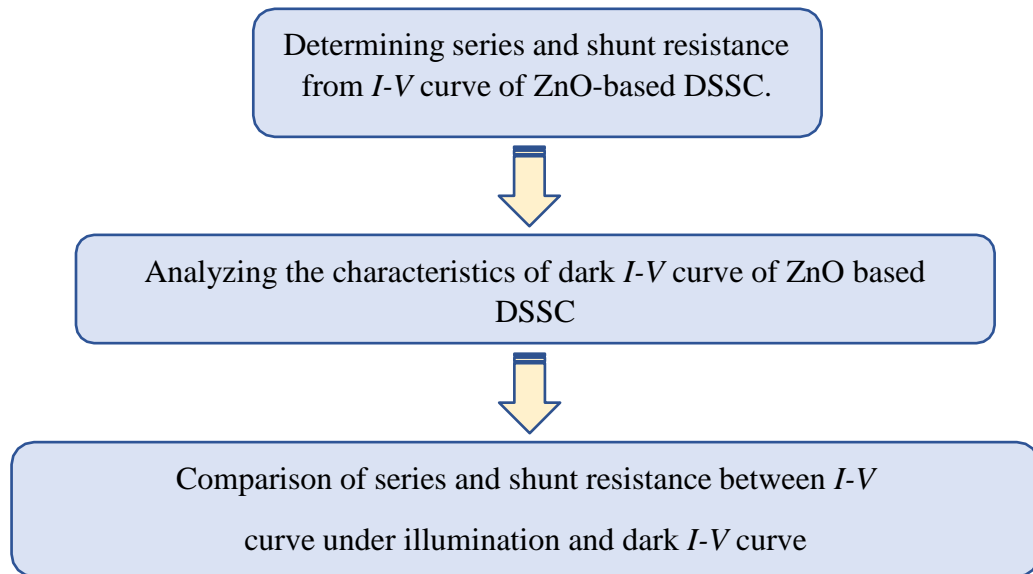 Determining series and shunt resistance
from I-V curve of ZnO-based DSSC.
Analyzing the characteristics of dark I-V curve of ZnO based
DSSC
Comparison of series and shunt resistance between I-V
curve under illumination and dark I-V curve